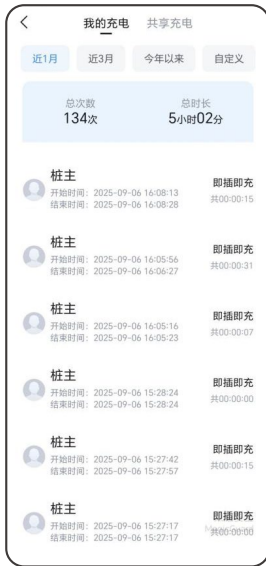 我的充电 共享充电
近1月 近3月 今年以来 自定义
总次数 总时长
134次 5小时02分
桩主
即插即充
开始时间：2025-09-06 16:08:13
共00:00:15
结束时间：2025-09-06 16:08:28
桩主
即插即充
开始时间：2025-09-06 16:05:56
共00:00:31
结束时间：2025-09-06 16:06:27
桩主
即插即充
开始时间：2025-09-06 16:05:16
共00:00:07
结束时间：2025-09-06 16:05:23
桩主
即插即充
开始时间：2025-09-06 15:28:24
共00:00:00
结束时间：2025-09-06 15:28:24
桩主
即插即充
开始时间：2025-09-06 15:27:42
共00:00:15
结束时间：2025-09-06 15:27:57
桩主
即插即充
开始时间：2025-09-06 15:27:17
共00:00:00
结束时间：2025-09-06 15:27:17